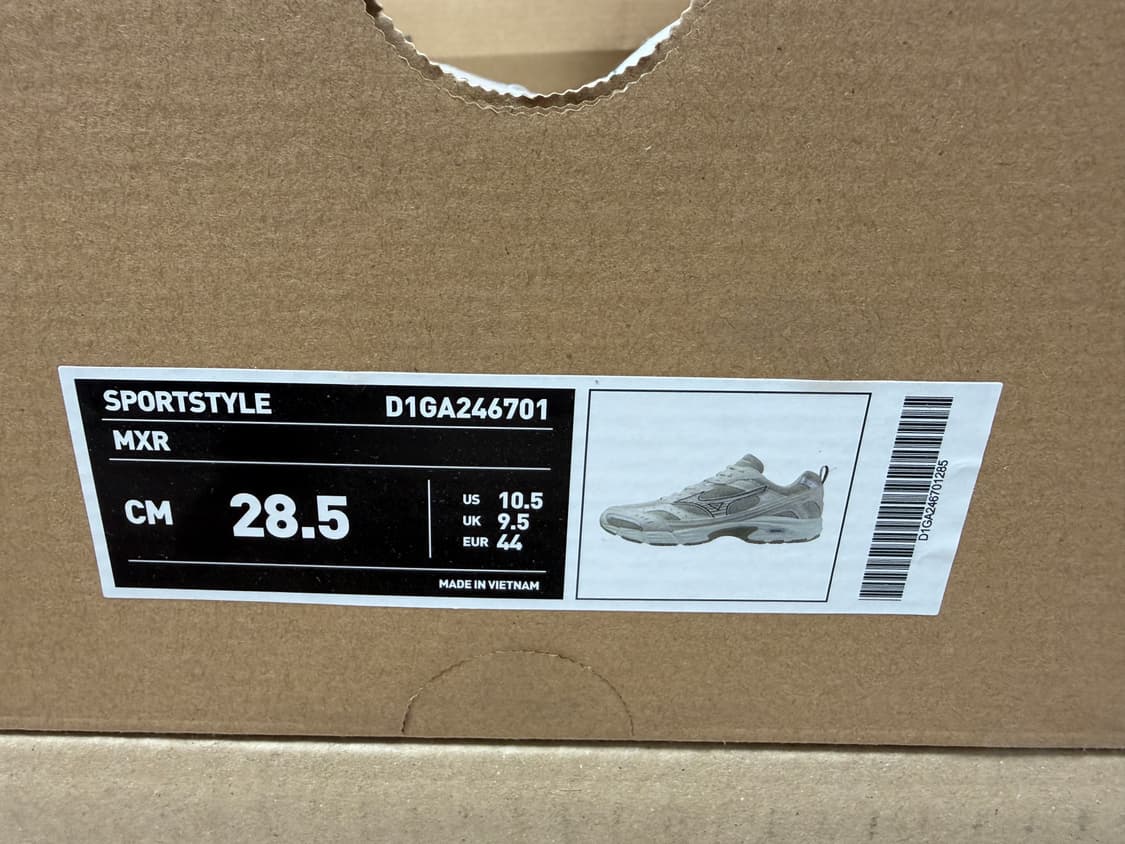 SPORTSTYLE D1GA246701
MXR
CM 28.5
US 10.5
UK 9.5
EUR 44
MADE IN VIETNAM
D1GA246701285